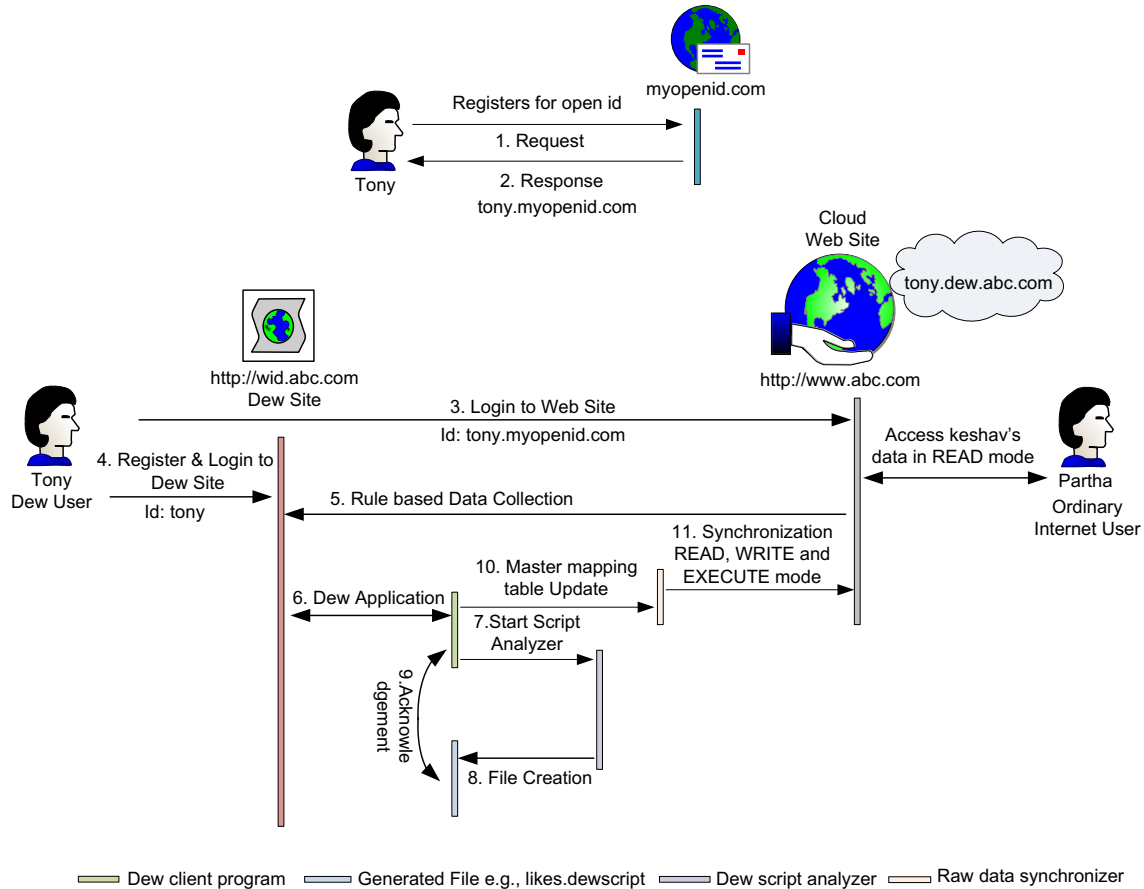 myopenid.com
Registers for open id
1. Request
2. Response
tony.myopenid.com
Tony
Cloud
Web Site
tony.dew.abc.com
http://wid.abc.com
Dew Site
http://www.abc.com
3. Login to Web Site
Id: tony.myopenid.com
Tony
Dew User
4. Register & Login to
Dew Site
Id: tony
Access keshav's
data in READ mode
Partha
Ordinary
Internet User
5. Rule based Data Collection
11. Synchronization
READ, WRITE and
EXECUTE mode
10. Master mapping
table Update
6. Dew Application
7.Start Script
Analyzer
9.Acknowle
dgement
8. File Creation
Dew client program
Generated File e.g., likes.dewscript
Dew script analyzer
Raw data synchronizer